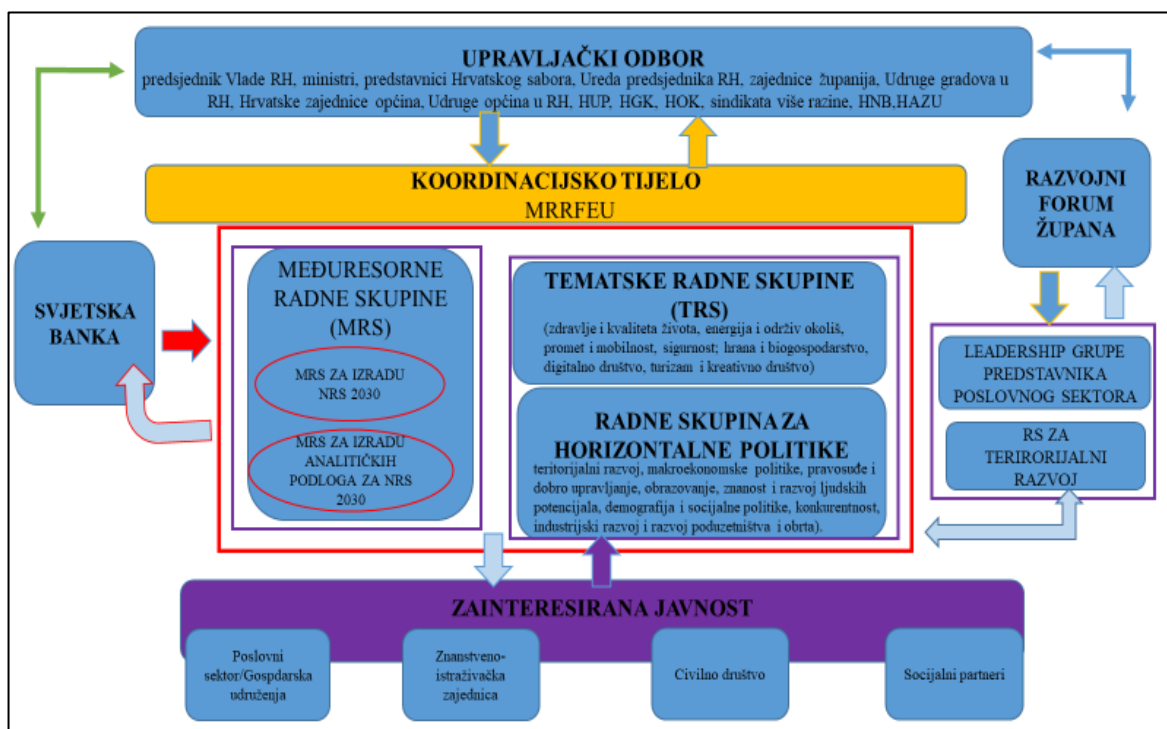 UPRAVLJAČKI ODBOR
predsjednik Vlade RH, ministri, predstavnici Hrvatskog sabora, Ureda predsjednika RH, zajednice županija, Udruge gradova u
RH, Hrvatske zajednice općina, Udruge općina u RH, HUP, HGK, HOK, sindikata više razine, HNB,HAZU
KOORDINACIJSKO TIJELO
MRRFEU
RAZVOJNI
FORUM
ŽUPANA
SVJETSKA
BANKA
MEĐURESORNE
RADNE SKUPINE
(MRS)
MRS ZA IZRADU
NRS 2030
MRS ZA IZRADU
ANALITIČKIH
PODLOGA ZA NRS
2030
TEMATSKE RADNE SKUPINE
(TRS)
(zdravlje i kvaliteta života, energija i održiv okoliš,
promet i mobilnost, sigurnost; hrana i biogospodarstvo,
digitalno društvo, turizam i kreativno društvo)
RADNE SKUPINA ZA
HORIZONTALNE POLITIKE
teritorijalni razvoj, makroekonomske politike, pravosuđe i
dobro upravljanje, obrazovanje, znanost i razvoj ljudskih
potencijala, demografija i socijalne politike, konkurentnost,
industrijski razvoj i razvoj poduzetništva i obrta).
LEADERSHIP GRUPE
PREDSTAVNIKA
POSLOVNOG SEKTORA
RS ZA
TERIRORIJALNI
RAZVOJ
ZAINTERESIRANA JAVNOST
Poslovni
sektor/Gospdarska
udruženja
Znanstveno-
istraživačka
zajednica
Civilno društvo
Socijalni partneri